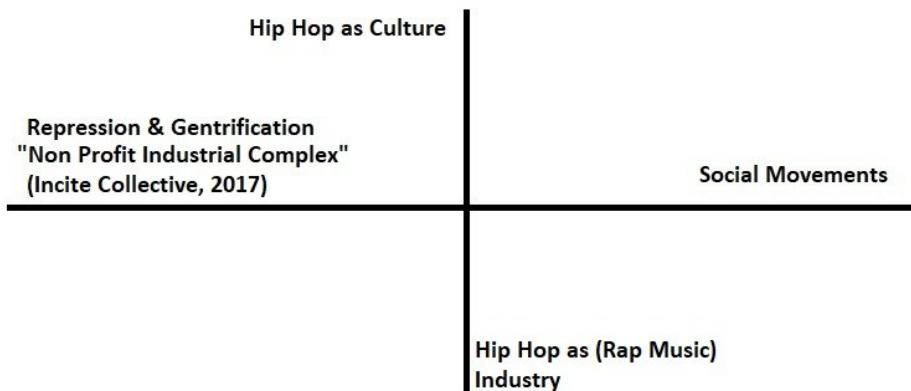 Hip Hop as Culture
Repression & Gentrification
"Non Profit Industrial Complex"
(Incite Collective, 2017)
Social Movements
Hip Hop as (Rap Music)
Industry